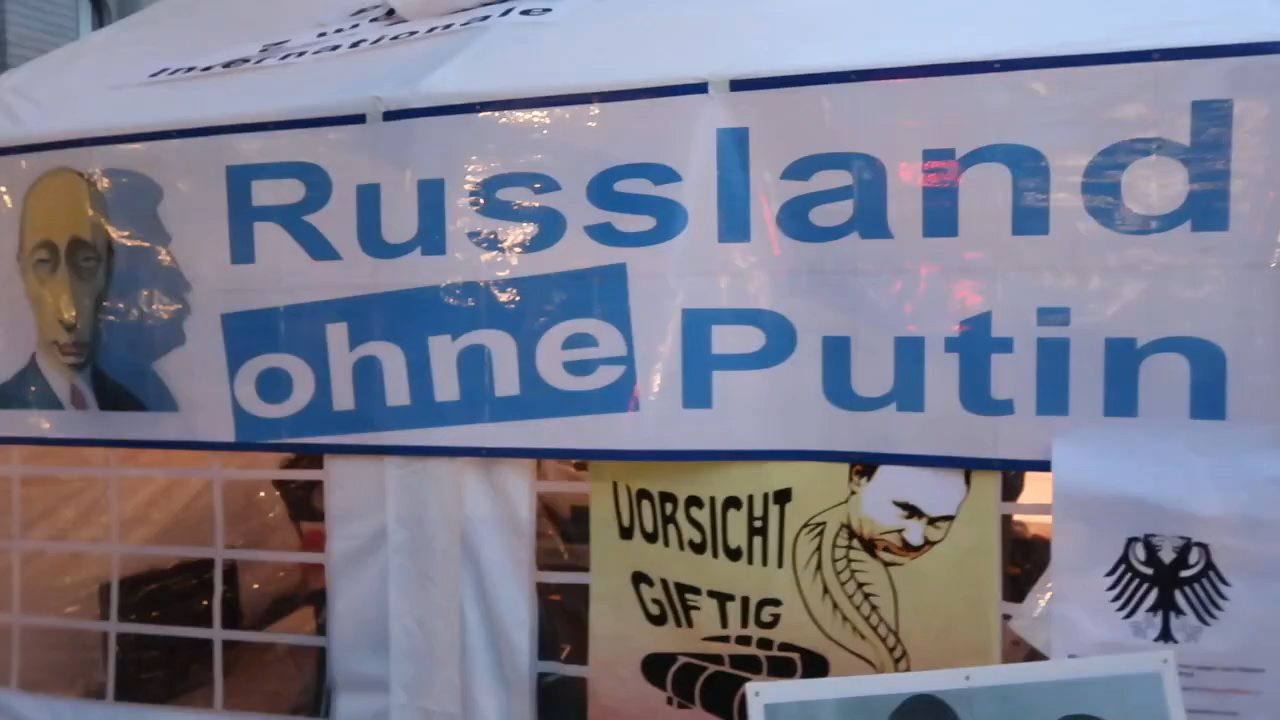 Internationale
Russland
ohne Putin
VORSICHT
GIFTIG